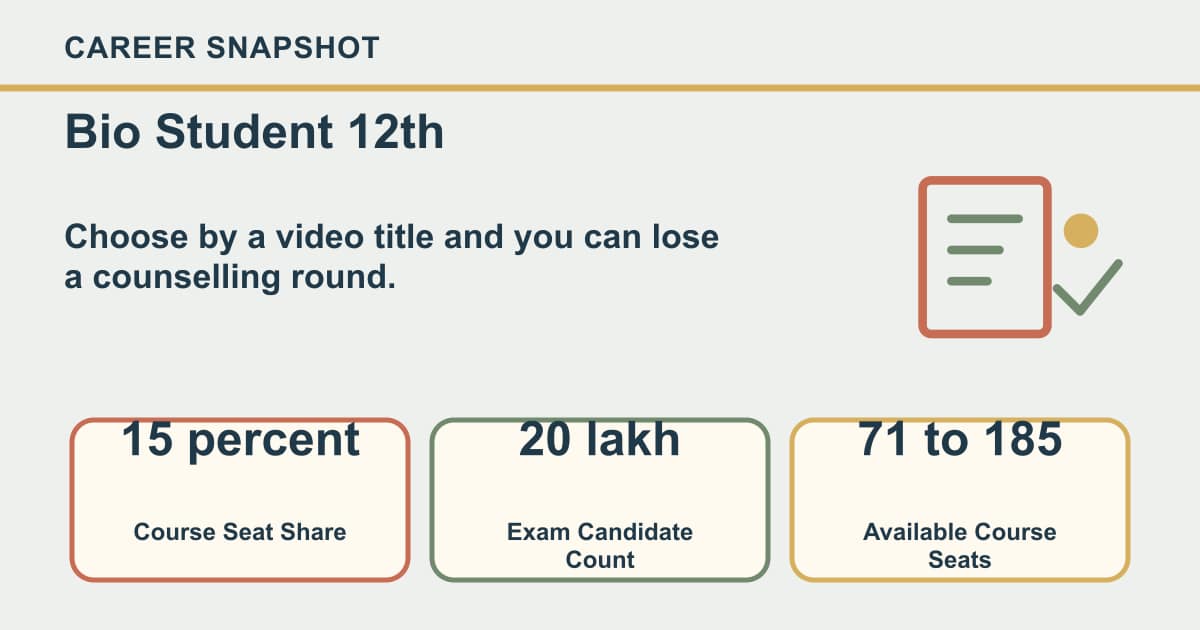 CAREER SNAPSHOT
Bio Student 12th
Choose by a video title and you can lose
a counselling round.
15 percent
Course Seat Share
20 lakh
Exam Candidate
Count
71 to 185
Available Course
Seats